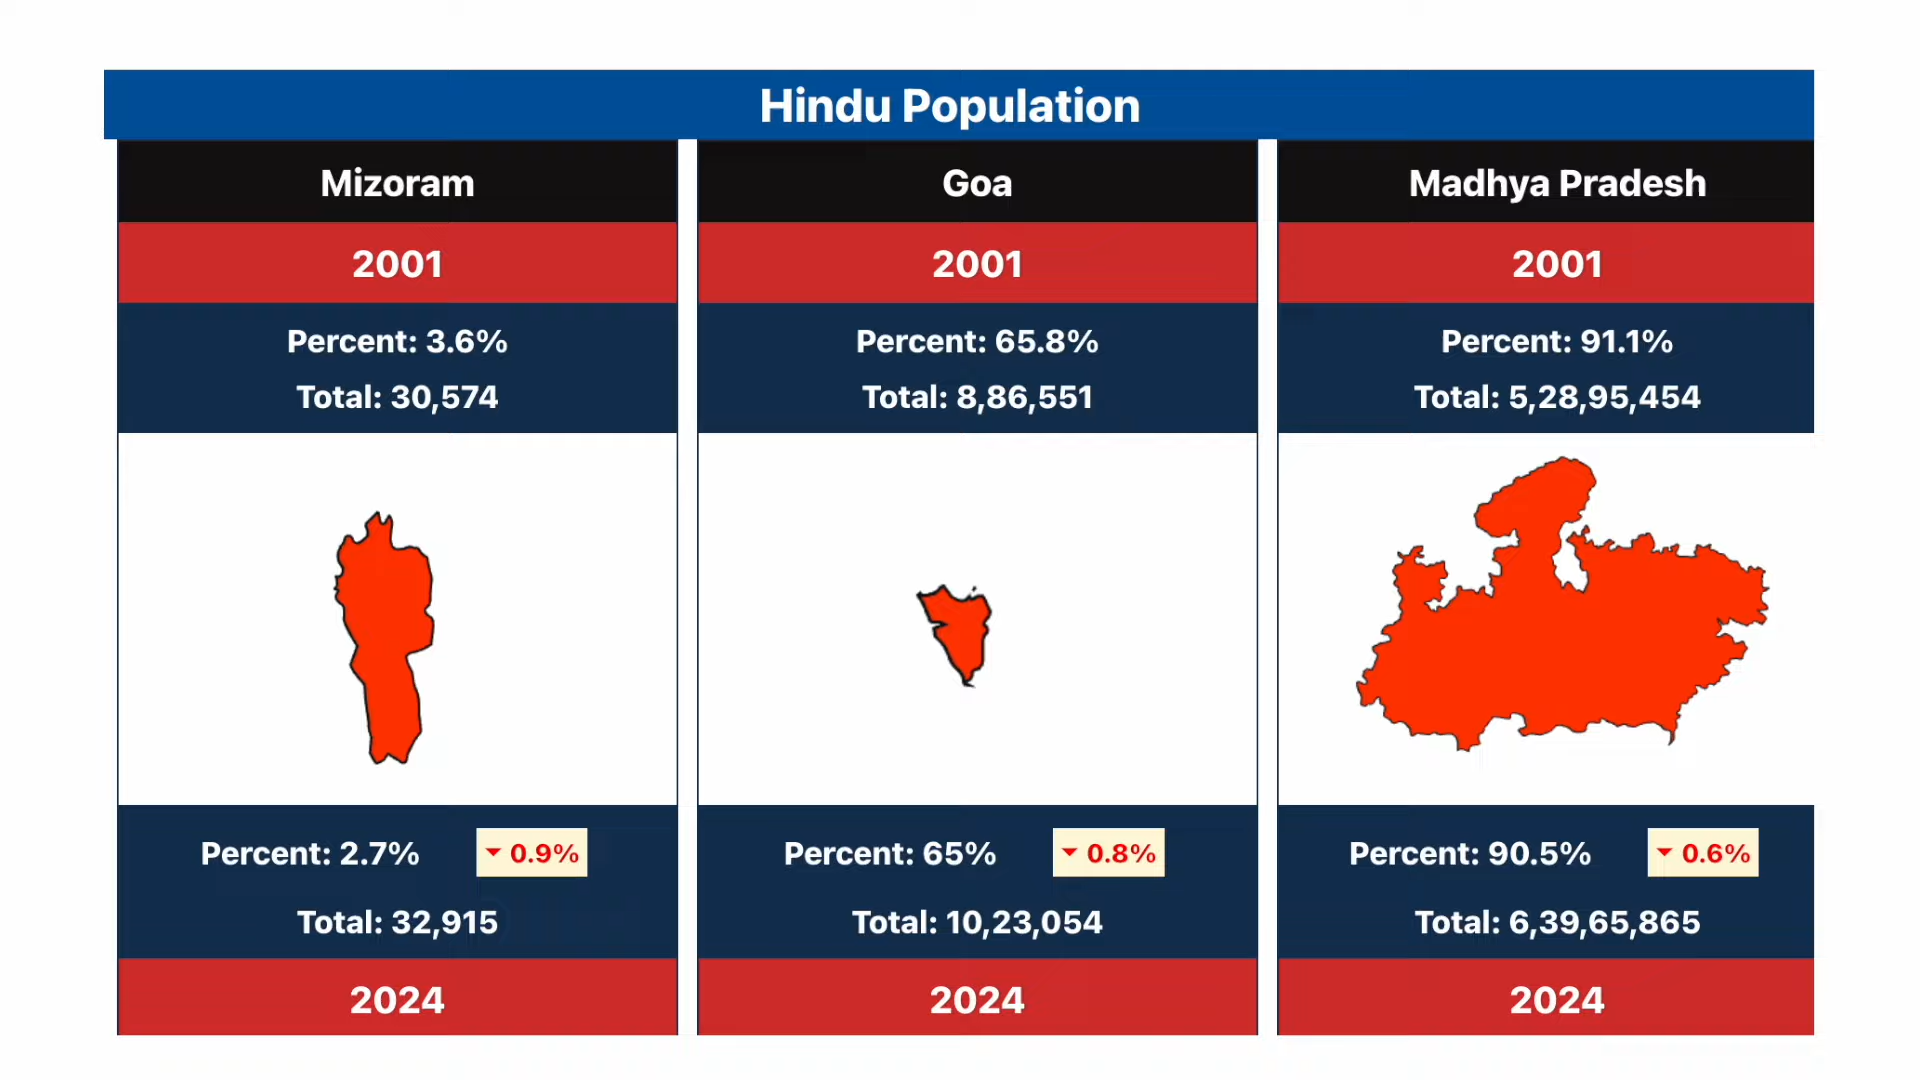 Hindu Population
Mizoram
2001
Percent: 3.6%
Total: 30,574
Percent: 2.7%
0.9%
Total: 32,915
2024
Goa
2001
Percent: 65.8%
Total: 8,86,551
Percent: 65%
0.8%
Total: 10,23,054
2024
Madhya Pradesh
2001
Percent: 91.1%
Total: 5,28,95,454
Percent: 90.5%
0.6%
Total: 6,39,65,865
2024